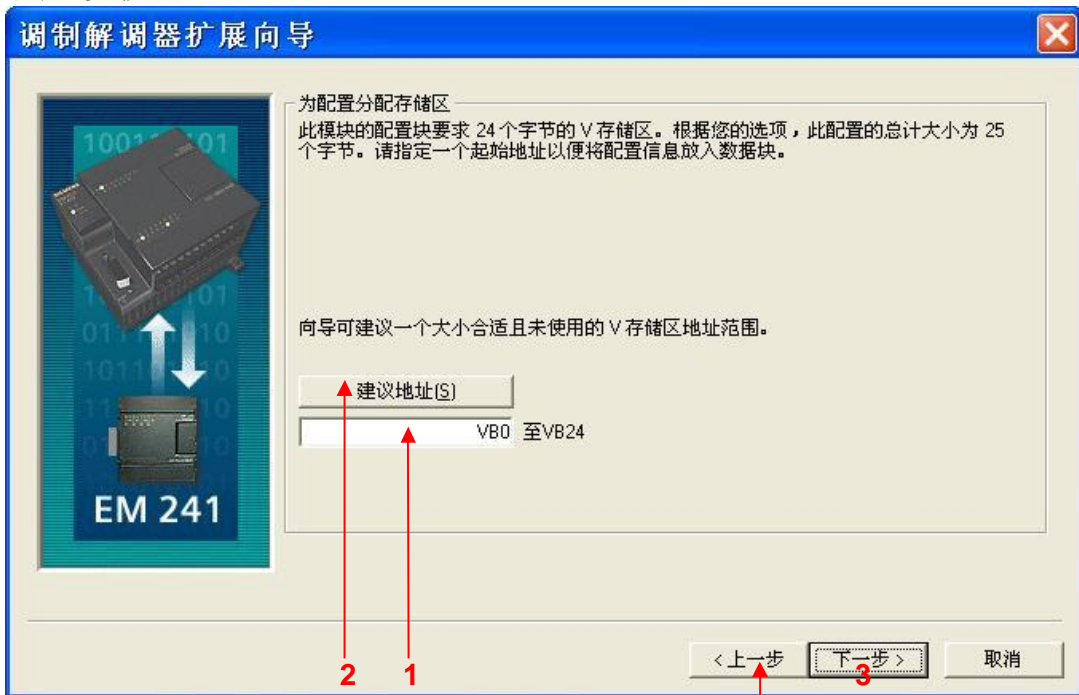 调制解调器扩展向导
为配置分配存储区
此模块的配置块要求 24 个字节的 V 存储区。根据您的选项，此配置的总计大小为 25
个字节。请指定一个起始地址以便将配置信息放入数据块。
向导可建议一个大小合适且未使用的 V 存储区地址范围。
建议地址(S)
VB0 至VB24
EM 241
<上一步 下一步> 取消
2 1 3